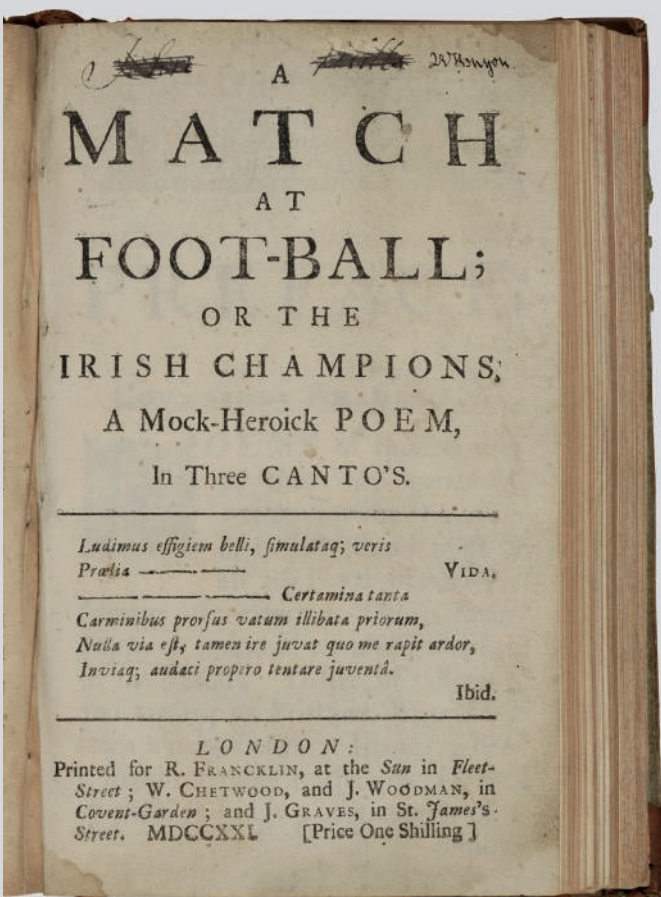 A
MATCH
AT
FOOT-BALL;
OR THE
IRISH CHAMPIONS,
A Mock-Heroick POEM,
In Three CANTO'S.
Ludimus effigiem belli, ſimulataq; veris
Prælia ——— VIDA.
——— Certamina tanta
Carminibus prorſus vatum illibata priorum,
Nulla via eſt, tamen ire juvat quo me rapit ardor,
Inviaq; audaci propero tentare juventâ.
Ibid.
LONDON:
Printed for R. FRANCKLIN, at the Sun in Fleet-
Street; W. CHETWOOD, and J. WOODMAN, in
Covent-Garden; and J. GRAVES, in St. James's-
Street. MDCCXXI. [Price One Shilling]